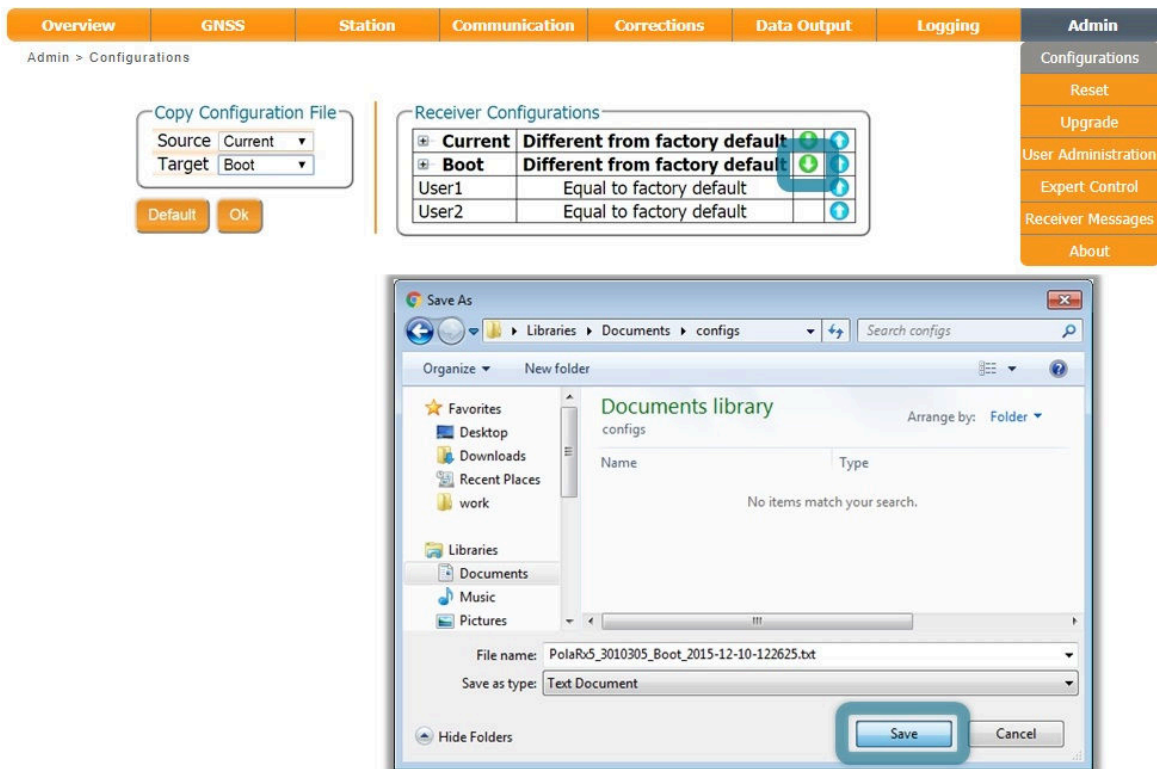 Overview GNSS Station Communication Corrections Data Output Logging Admin
Admin > Configurations
Configurations
Reset
Upgrade
User Administration
Expert Control
Receiver Messages
About
Copy Configuration File
Source Current
Target Boot
Default Ok
Receiver Configurations
Current Different from factory default
Boot Different from factory default
User1 Equal to factory default
User2 Equal to factory default
Save As
Libraries Documents configs Search configs
Organize New folder
Favorites
Desktop
Downloads
Recent Places
work
Libraries
Documents
Music
Pictures
Documents library
configs
Arrange by: Folder
Name Type
No items match your search.
File name: PolaRx5_3010305_Boot_2015-12-10-122625.txt
Save as type: Text Document
Hide Folders Save Cancel